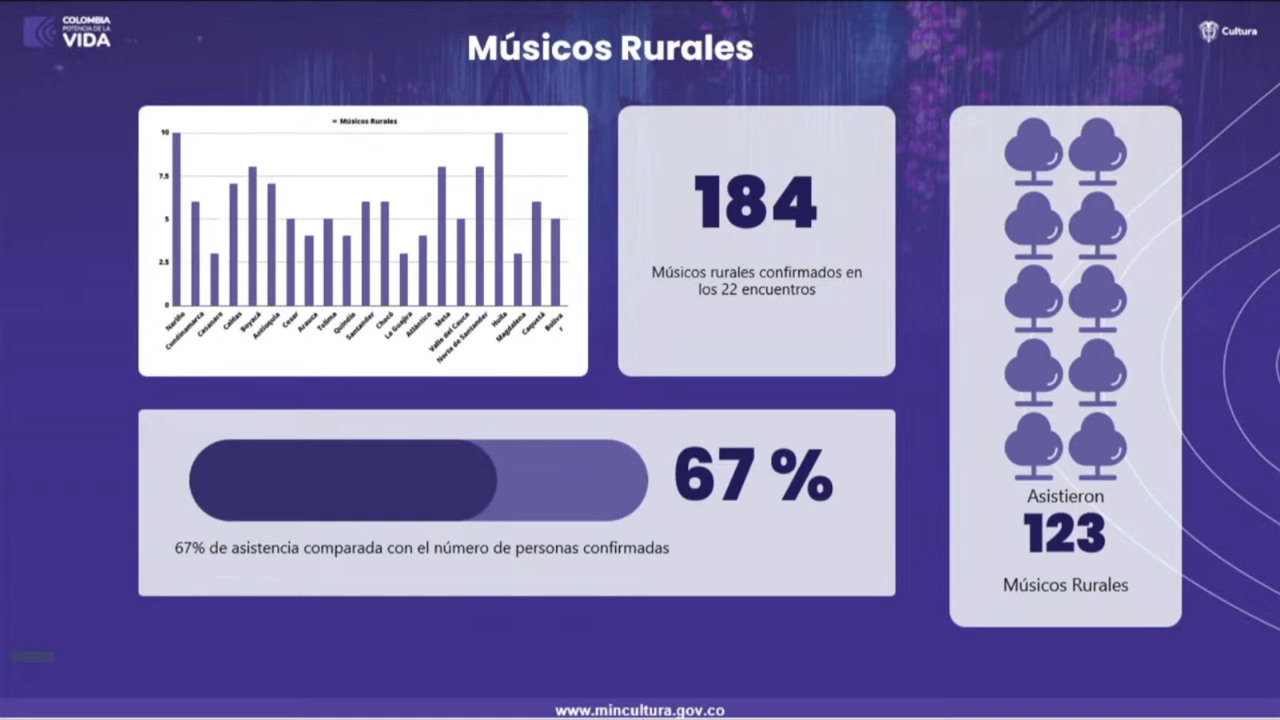 COLOMBIA
POTENCIA DE LA
VIDA
Músicos Rurales
Cultura
Músicos Rurales
10
7.5
5
2.5
0
Nariño
Cundinamarca
Casanare
Caldas
Boyacá
Antioquia
Cesar
Arauca
Tolima
Quindío
Santander
Chocó
La Guajira
Atlántico
Meta
Valle del Cauca
Norte de Santander
Huila
Magdalena
Caquetá
Bolíva
r
184
Músicos rurales confirmados en
los 22 encuentros
67 %
67% de asistencia comparada con el número de personas confirmadas
Asistieron
123
Músicos Rurales
www.mincultura.gov.co